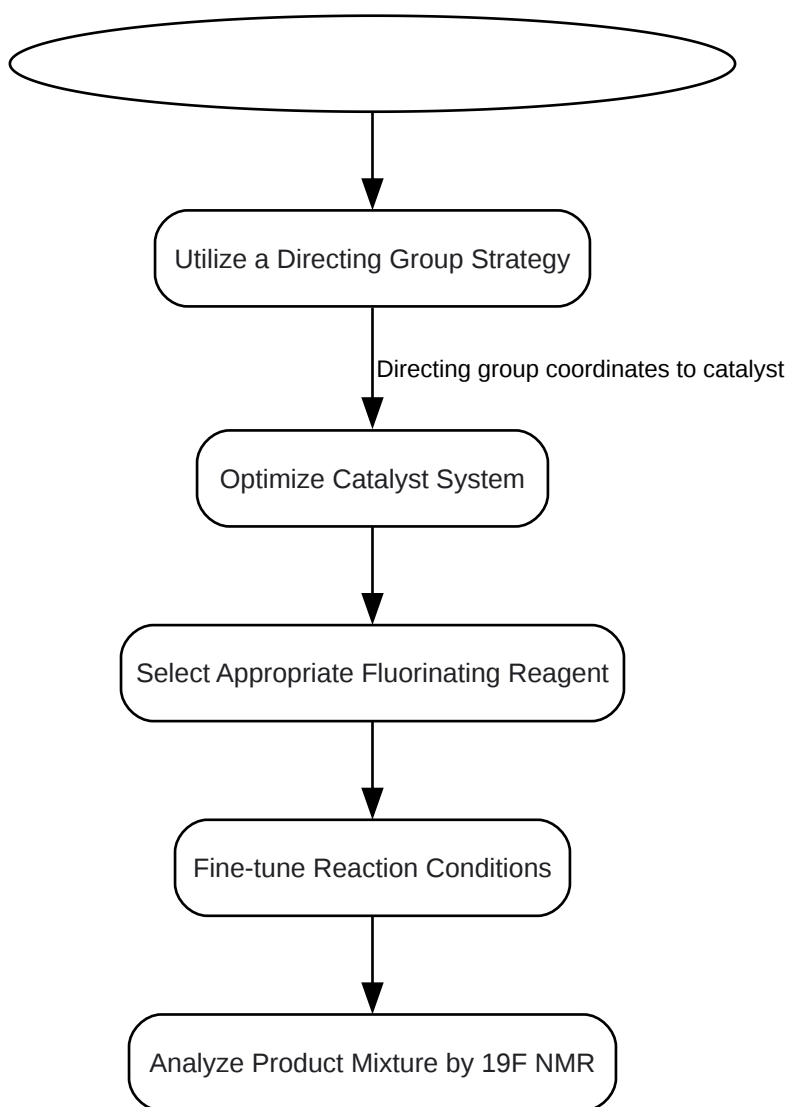 Utilize a Directing Group Strategy
Directing group coordinates to catalyst
Optimize Catalyst System
Select Appropriate Fluorinating Reagent
Fine-tune Reaction Conditions
Analyze Product Mixture by 19F NMR